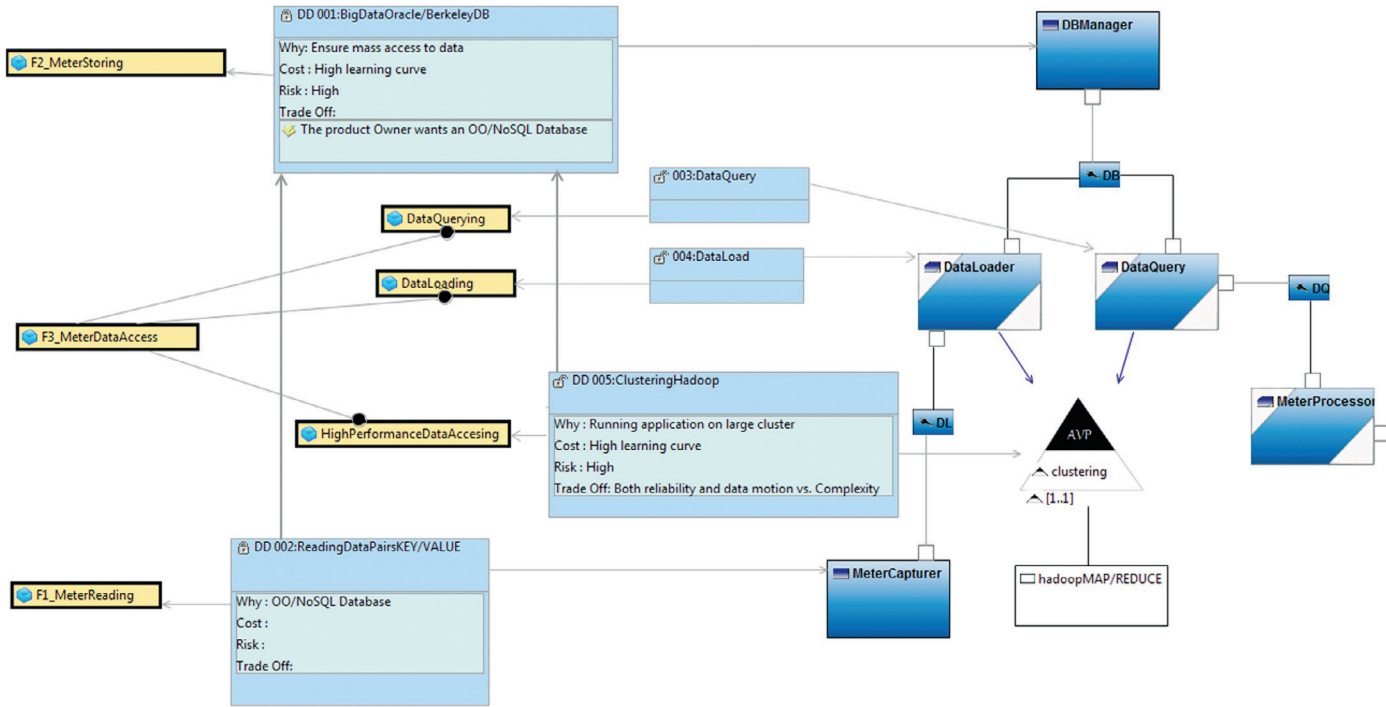 DD 001:BigDataOracle/BerkeleyDB
Why: Ensure mass access to data
Cost : High learning curve
Risk : High
Trade Off:
The product Owner wants an OO/NoSQL Database
F2_MeterStoring
DBManager
DB
003:DataQuery
DataQuerying
004:DataLoad
DataLoading
DataLoader
DataQuery
DQ
F3_MeterDataAccess
DD 005:ClusteringHadoop
Why : Running application on large cluster
Cost : High learning curve
Risk : High
Trade Off: Both reliability and data motion vs. Complexity
HighPerformanceDataAccesing
DL
AVP
clustering
[1..1]
MeterProcessor
DD 002:ReadingDataPairsKEY/VALUE
Why : OO/NoSQL Database
Cost :
Risk :
Trade Off:
F1_MeterReading
MeterCapturer
hadoopMAP/REDUCE